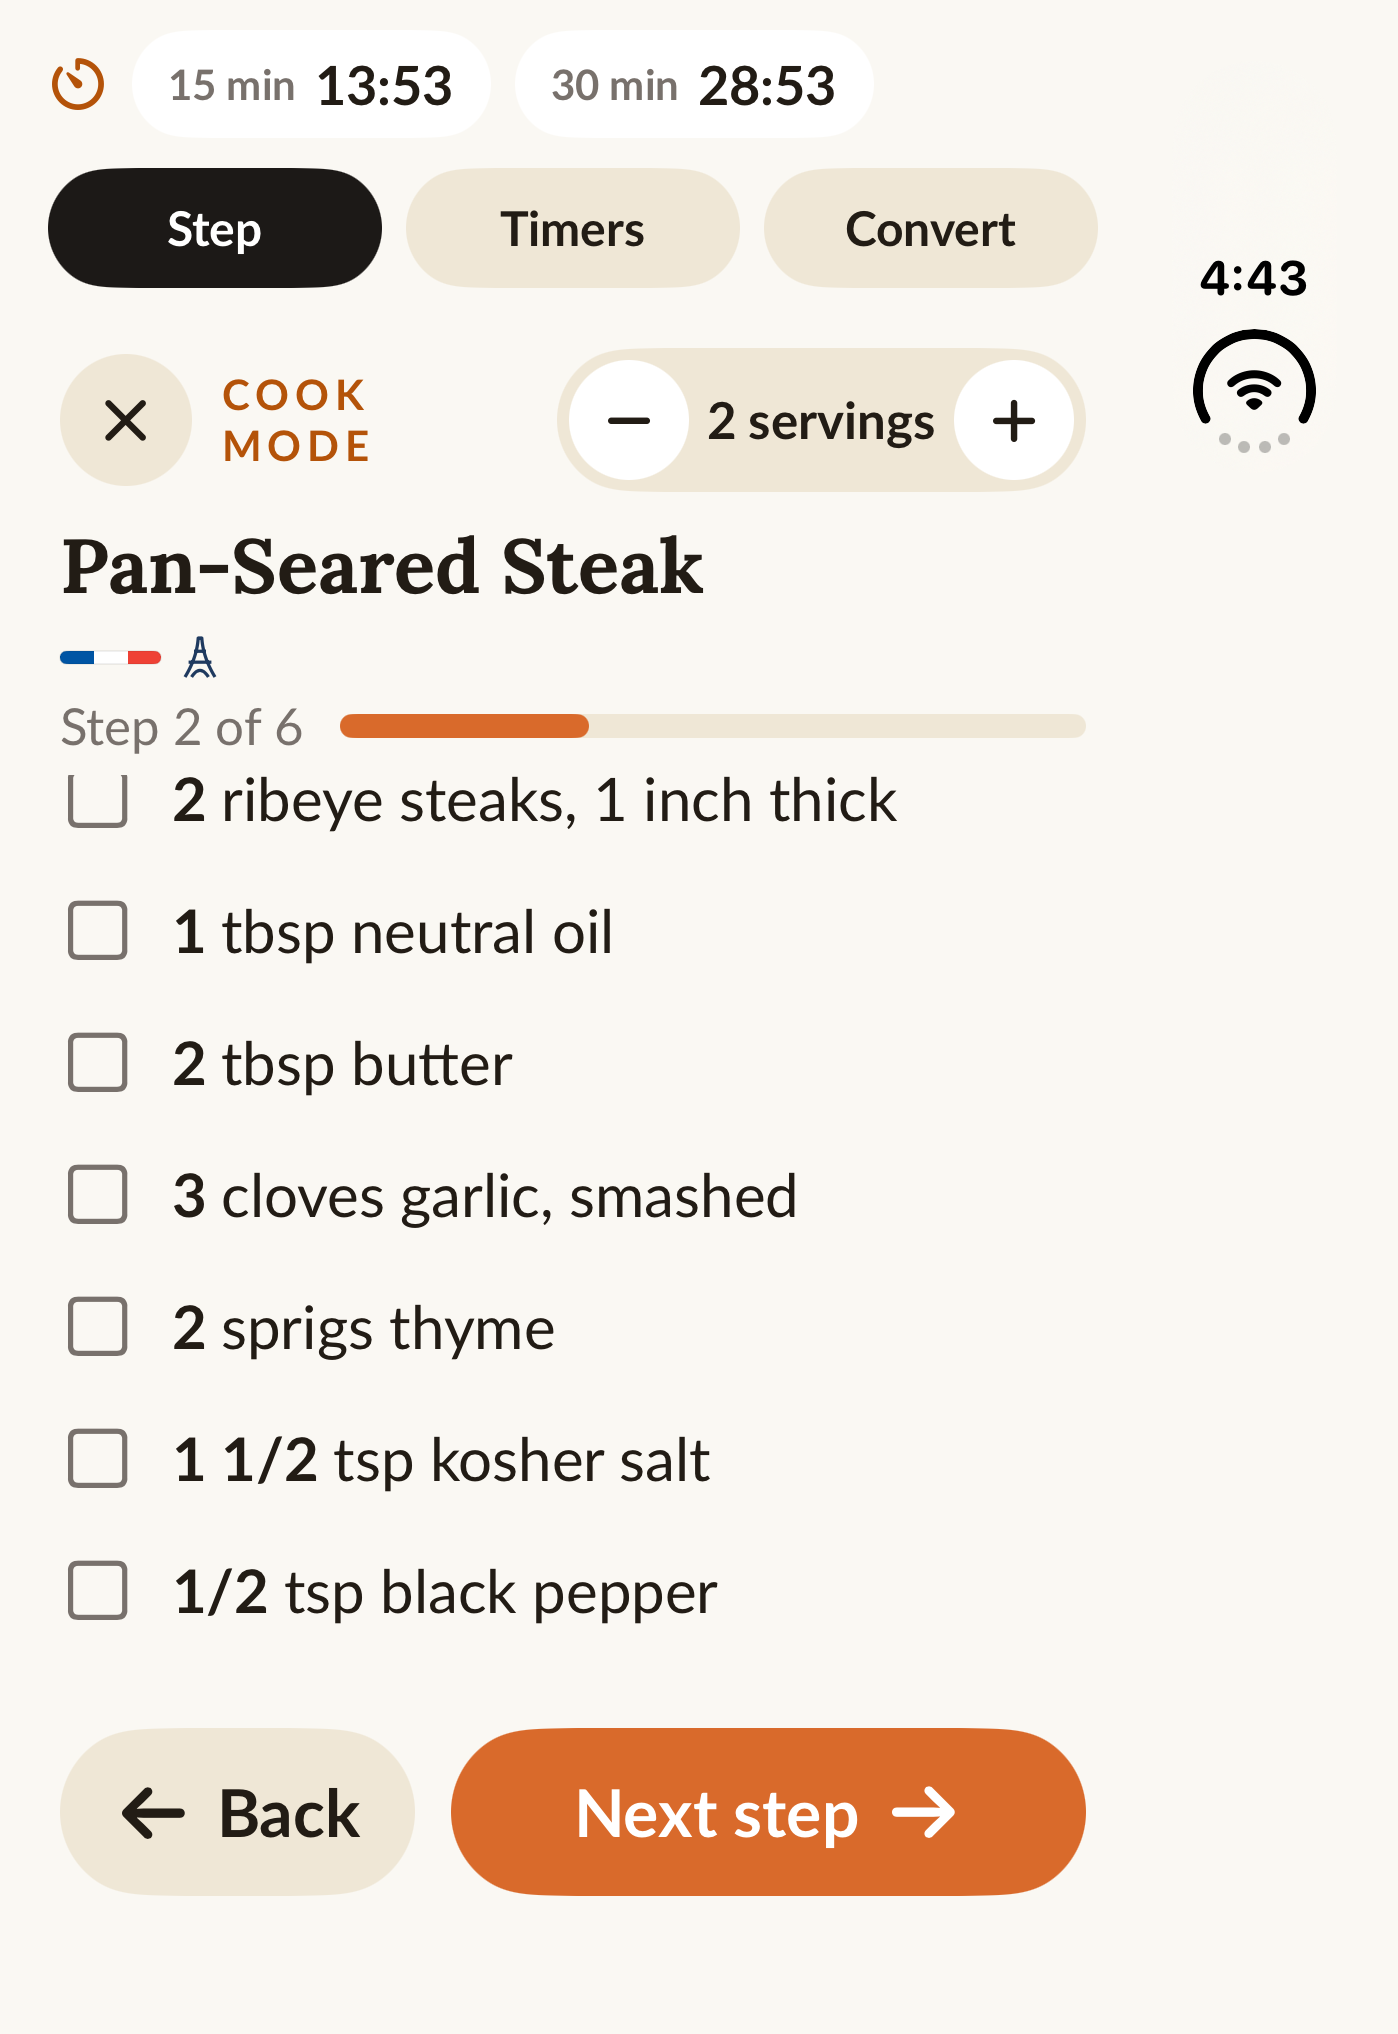 15 min 13:53 30 min 28:53
Step Timers Convert
4:43
COOK
MODE
2 servings
Pan-Seared Steak
Step 2 of 6
2 ribeye steaks, 1 inch thick
1 tbsp neutral oil
2 tbsp butter
3 cloves garlic, smashed
2 sprigs thyme
1 1/2 tsp kosher salt
1/2 tsp black pepper
Back Next step